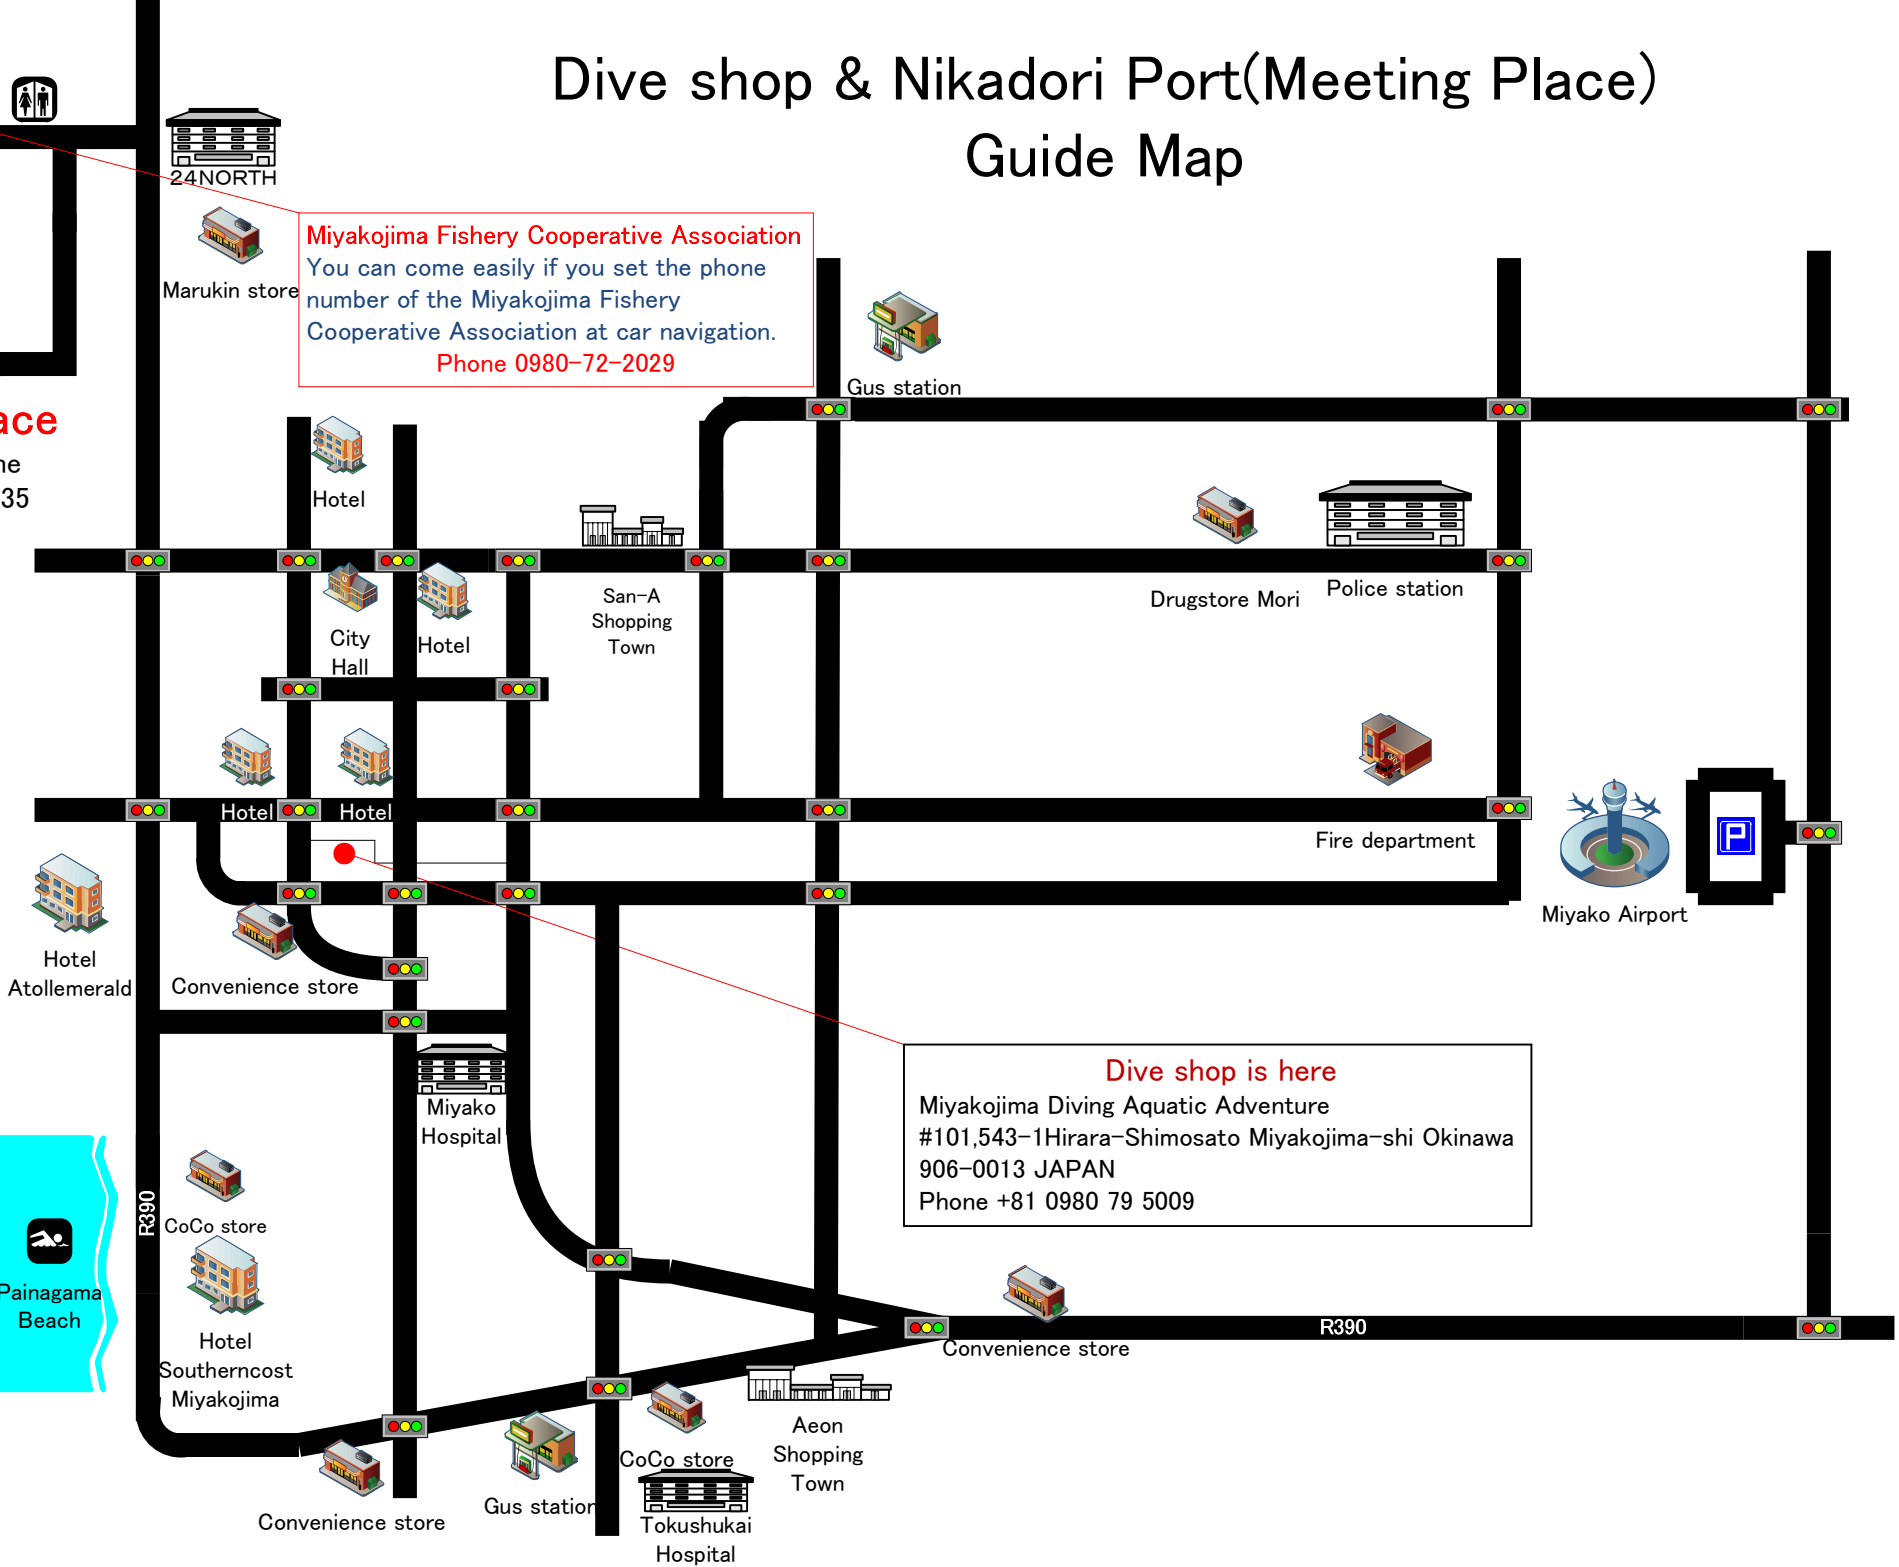 Dive shop & Nikadori Port(Meeting Place)
Guide Map
24NORTH
Marukin store
Miyakojima Fishery Cooperative Association
You can come easily if you set the phone
number of the Miyakojima Fishery
Cooperative Association at car navigation.
Phone 0980-72-2029
Gus station
ace
ne
35
Hotel
San-A
Shopping
Town
Drugstore Mori
Police station
City
Hall
Hotel
Hotel
Hotel
Fire department
P
Miyako Airport
Hotel
Atollemerald
Convenience store
Miyako
Hospital
Dive shop is here
Miyakojima Diving Aquatic Adventure
#101,543-1Hirara-Shimosato Miyakojima-shi Okinawa
906-0013 JAPAN
Phone +81 0980 79 5009
R390
CoCo store
Painagama
Beach
Hotel
Southerncost
Miyakojima
R390
Convenience store
Aeon
Shopping
Town
CoCo store
Gus station
Convenience store
Tokushukai
Hospital